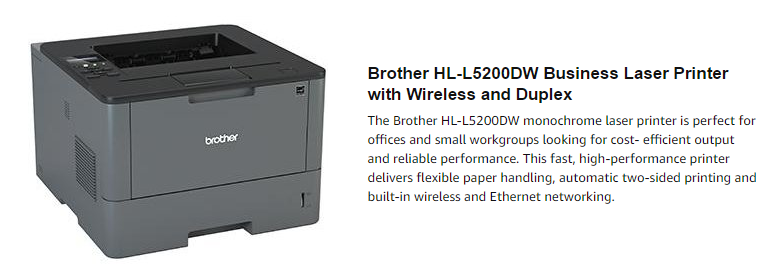 brother
Brother HL-L5200DW Business Laser Printer
with Wireless and Duplex
The Brother HL-L5200DW monochrome laser printer is perfect for
offices and small workgroups looking for cost- efficient output
and reliable performance. This fast, high-performance printer
delivers flexible paper handling, automatic two-sided printing and
built-in wireless and Ethernet networking.